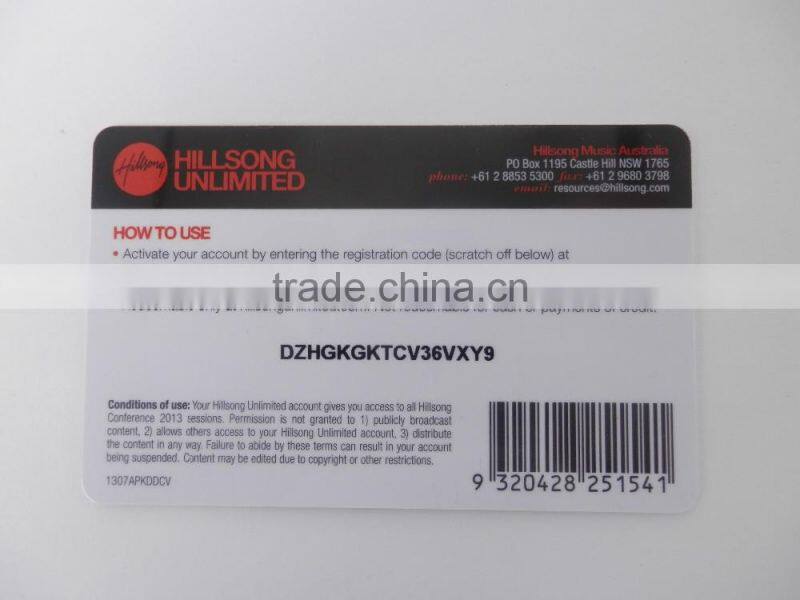 Hillsong HILLSONG
UNLIMITED
Hillsong Music Australia
PO Box 1195 Castle Hill NSW 1765
phone: +61 2 8853 5300 fax: +61 2 9680 3798
email: resources@hillsong.com
HOW TO USE
• Activate your account by entering the registration code (scratch off below) at
trade.china.cn
DZHGKGKTCV36VXY9
Conditions of use: Your Hillsong Unlimited account gives you access to all Hillsong
Conference 2013 sessions. Permission is not granted to 1) publicly broadcast
content, 2) allows others access to your Hillsong Unlimited account, 3) distribute
the content in any way. Failure to abide by these terms can result in your account
being suspended. Content may be edited due to copyright or other restrictions.
1307APKDDCV
9 320428 251541